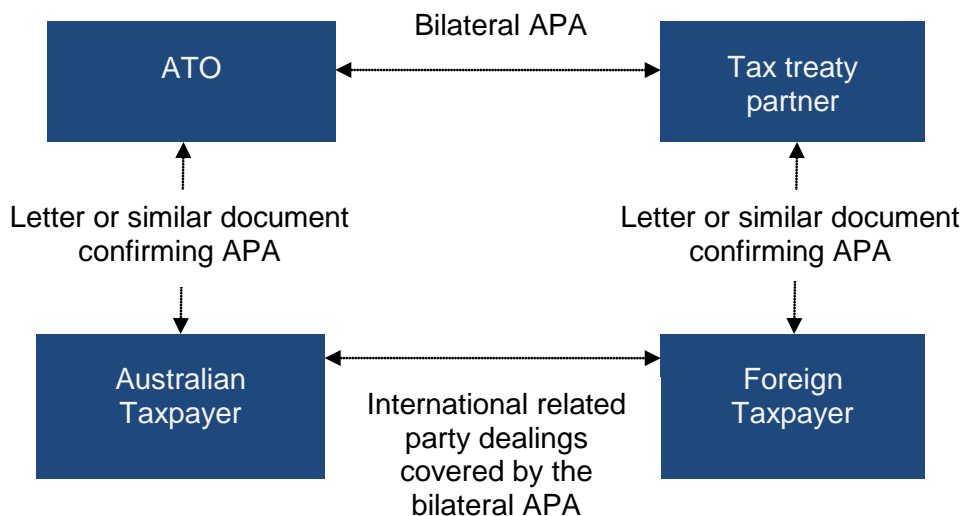 Bilateral APA
ATO
Tax treaty
partner
Letter or similar document
confirming APA
Letter or similar document
confirming APA
Australian
Taxpayer
International related
party dealings
covered by the
bilateral APA
Foreign
Taxpayer